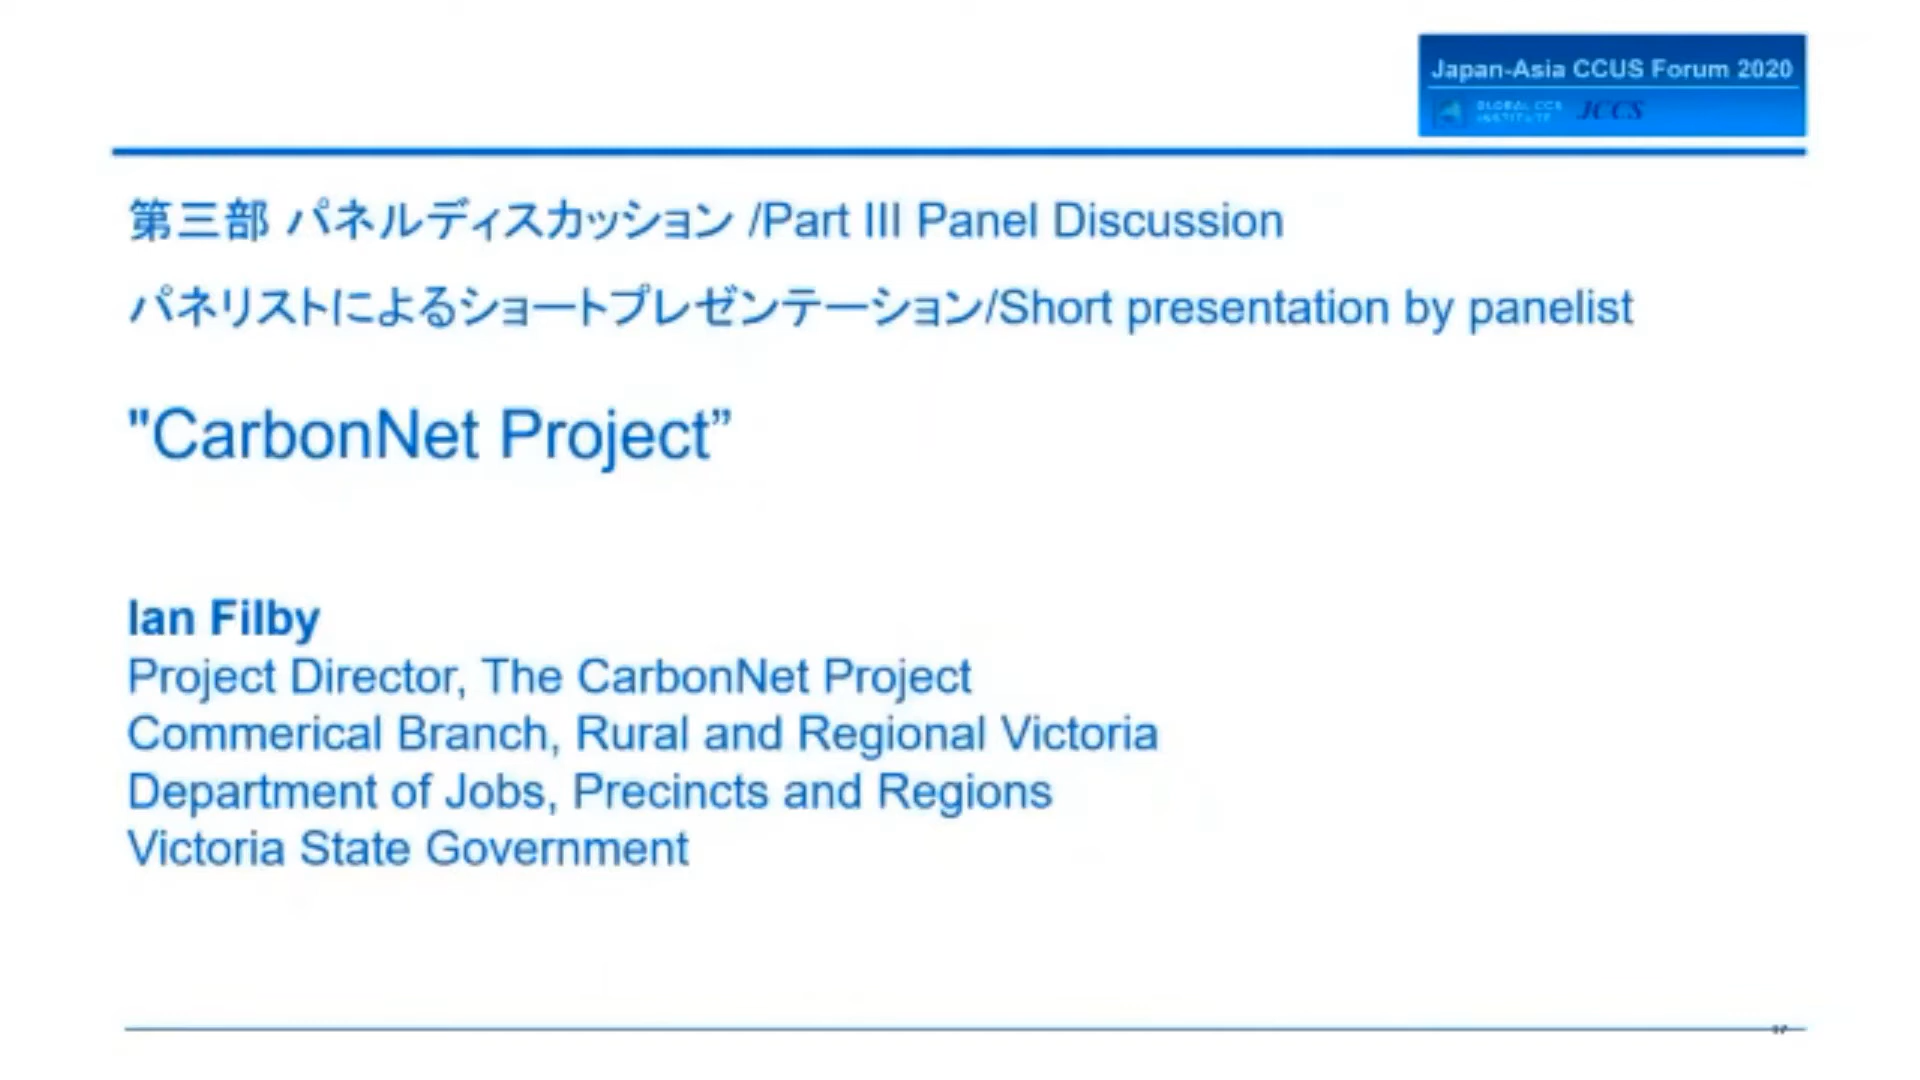 Japan-Asia CCUS Forum 2020
GLOBAL CCS
INSTITUTE
JCCS
第三部 パネルディスカッション /Part III Panel Discussion
パネリストによるショートプレゼンテーション/Short presentation by panelist
"CarbonNet Project”
Ian Filby
Project Director, The CarbonNet Project
Commerical Branch, Rural and Regional Victoria
Department of Jobs, Precincts and Regions
Victoria State Government